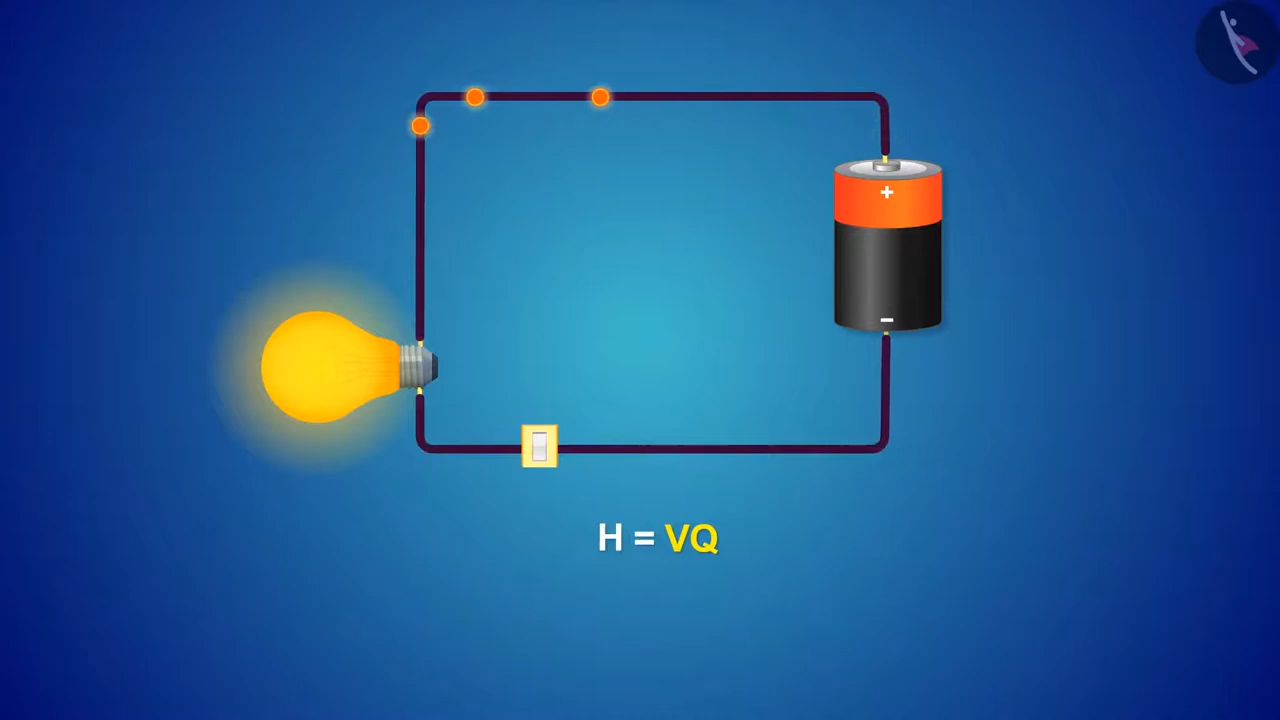 +
–
H = VQ